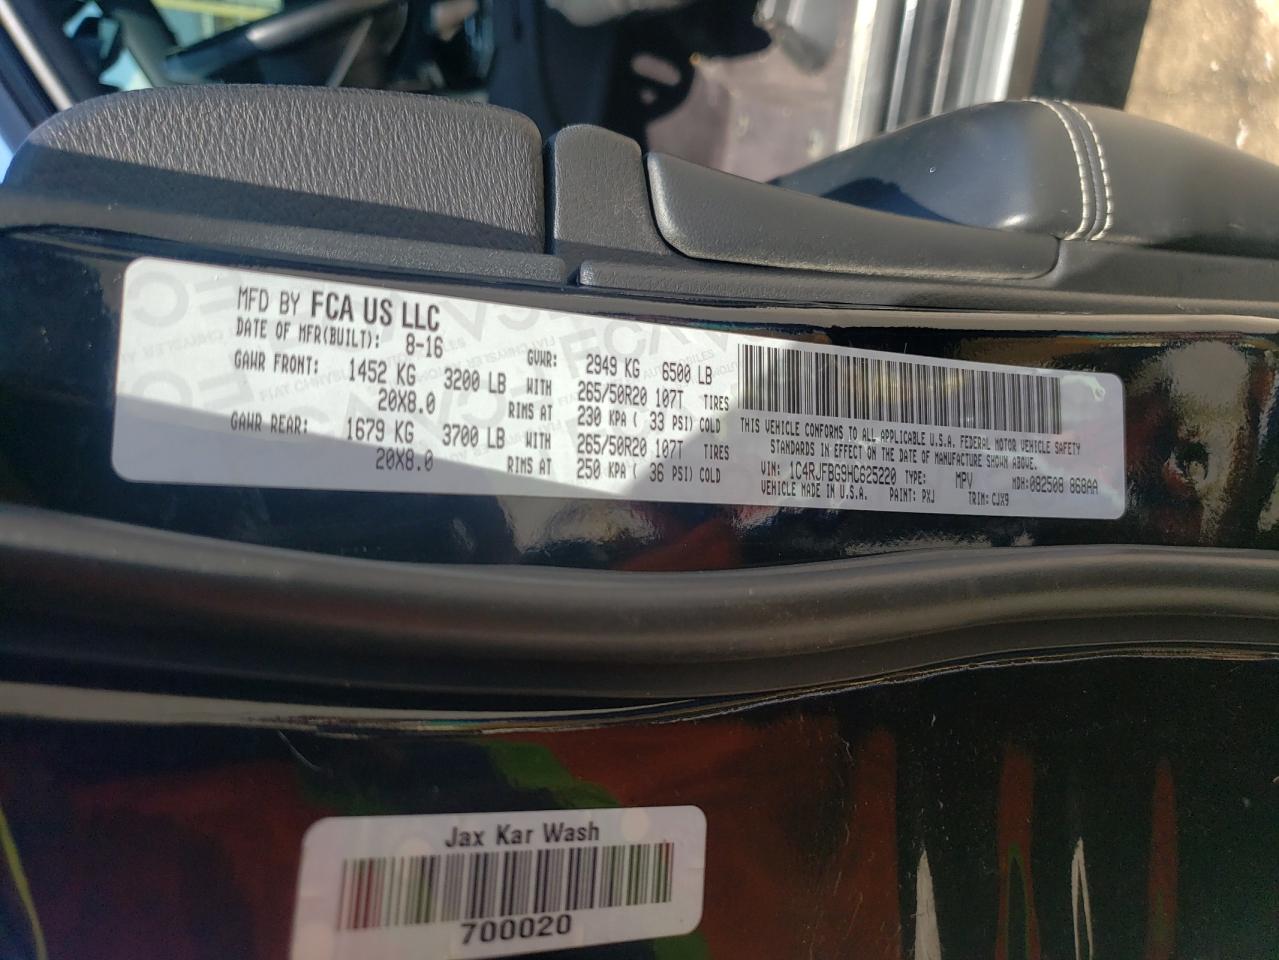 MFD BY FCA US LLC
DATE OF MFR(BUILT): 8-16 GVWR: 2949 KG 6500 LB
GAWR FRONT: 1452 KG 3200 LB WITH 265/50R20 107T TIRES
20X8.0 RIMS AT 230 KPA ( 33 PSI) COLD
GAWR REAR: 1679 KG 3700 LB WITH 265/50R20 107T TIRES
20X8.0 RIMS AT 250 KPA ( 36 PSI) COLD
THIS VEHICLE CONFORMS TO ALL APPLICABLE U.S.A. FEDERAL MOTOR VEHICLE SAFETY
STANDARDS IN EFFECT ON THE DATE OF MANUFACTURE SHOWN ABOVE.
VIN: 1C4RJFBG9HC625220 TYPE: MPV MDH: 082508 868AA
VEHICLE MADE IN U.S.A. PAINT: PXJ TRIM: CJX9
Jax Kar Wash
700020